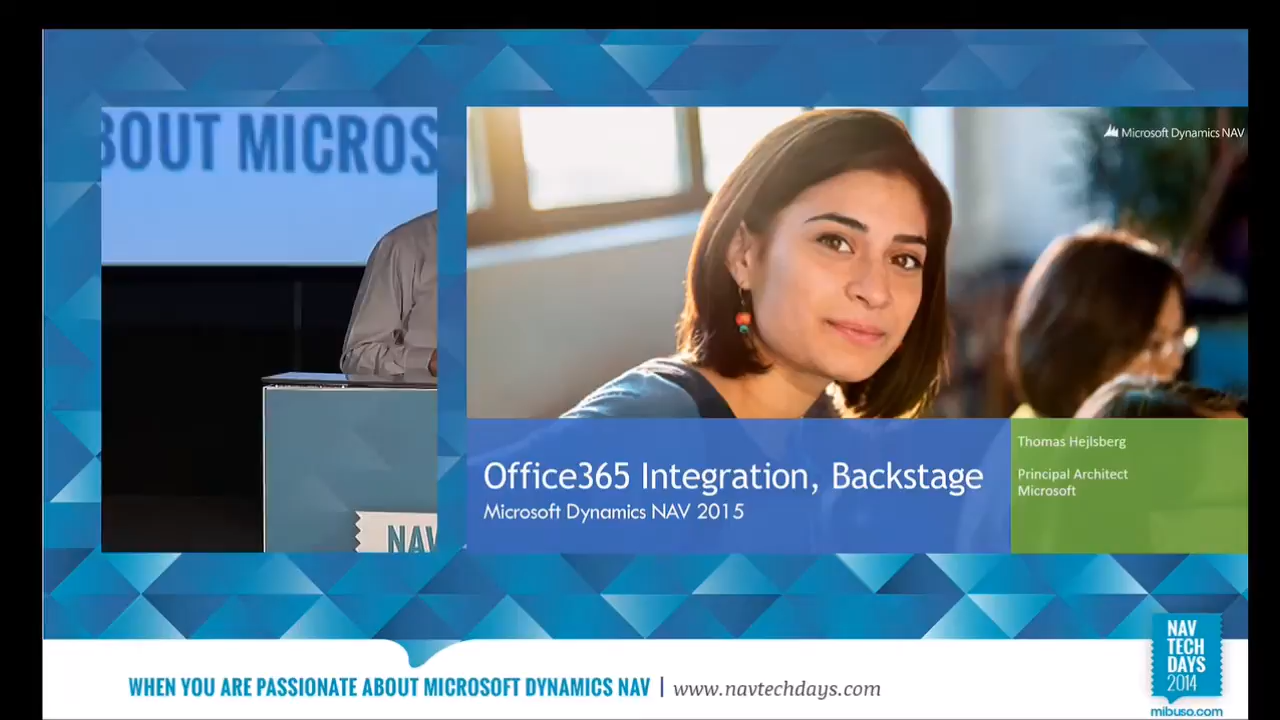 BOUT MICROS
NAV
Microsoft Dynamics NAV
Office365 Integration, Backstage
Microsoft Dynamics NAV 2015
Thomas Hejlsberg
Principal Architect
Microsoft
WHEN YOU ARE PASSIONATE ABOUT MICROSOFT DYNAMICS NAV | www.navtechdays.com
NAV
TECH
DAYS
2014
mibuso.com